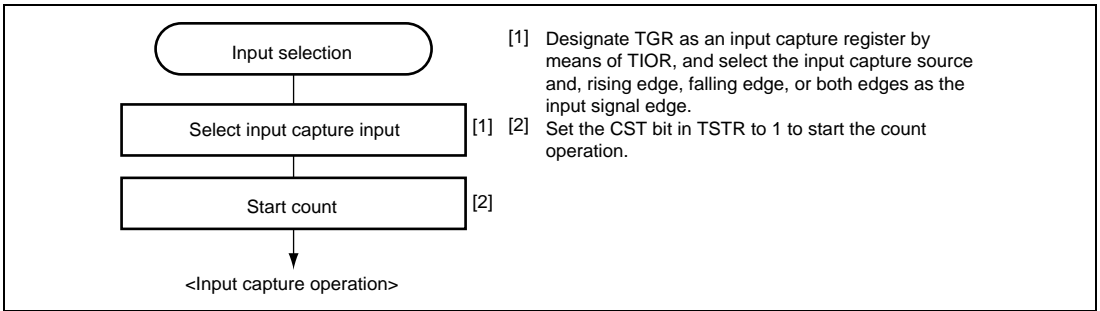 Input selection
Select input capture input
[1]
Start count
[2]
<Input capture operation>
[1] Designate TGR as an input capture register by
means of TIOR, and select the input capture source
and, rising edge, falling edge, or both edges as the
input signal edge.
[2] Set the CST bit in TSTR to 1 to start the count
operation.